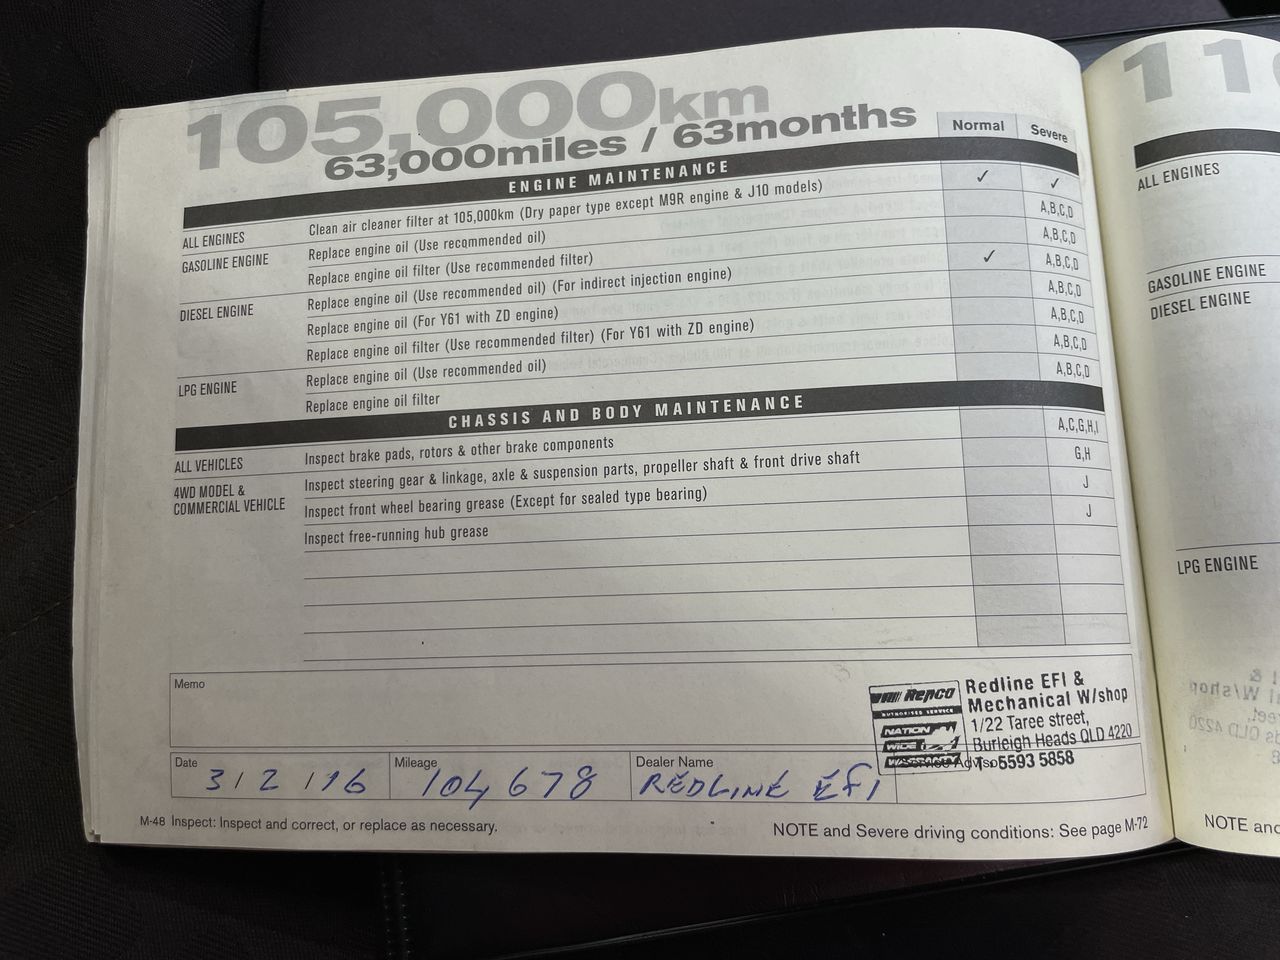 105,000km
63,000miles / 63months
Normal Severe
ENGINE MAINTENANCE
ALL ENGINES Clean air cleaner filter at 105,000km (Dry paper type except M9R engine & J10 models) ✓ ✓
GASOLINE ENGINE Replace engine oil (Use recommended oil) A,B,C,D
Replace engine oil filter (Use recommended filter) A,B,C,D
DIESEL ENGINE Replace engine oil (Use recommended oil) (For indirect injection engine) ✓ A,B,C,D
Replace engine oil (For Y61 with ZD engine) A,B,C,D
Replace engine oil filter (Use recommended filter) (For Y61 with ZD engine) A,B,C,D
LPG ENGINE Replace engine oil (Use recommended oil) A,B,C,D
Replace engine oil filter A,B,C,D
CHASSIS AND BODY MAINTENANCE
ALL VEHICLES Inspect brake pads, rotors & other brake components A,C,G,H,I
4WD MODEL & Inspect steering gear & linkage, axle & suspension parts, propeller shaft & front drive shaft G,H
COMMERCIAL VEHICLE Inspect front wheel bearing grease (Except for sealed type bearing) J
Inspect free-running hub grease J
Memo
Repco
AUTHORISED SERVICE
NATION
WIDE
WARRANTY
Redline EFI &
Mechanical W/shop
1/22 Taree street,
Burleigh Heads QLD 4220
T: 5593 5858
Date Mileage Dealer Name Service Advisor
3/2/16 104 678 REDLINE EFI
M-48 Inspect: Inspect and correct, or replace as necessary. NOTE and Severe driving conditions: See page M-72
11
ALL ENGINES
GASOLINE ENGINE
DIESEL ENGINE
LPG ENGINE
NOTE and